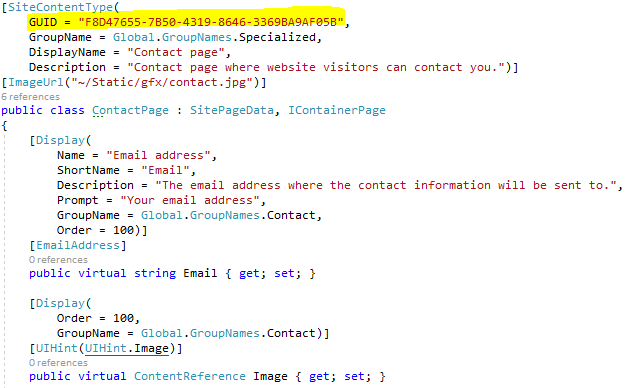 [SiteContentType(
GUID = "F8D47655-7B50-4319-8646-3369BA9AF05B",
GroupName = Global.GroupNames.Specialized,
DisplayName = "Contact page",
Description = "Contact page where website visitors can contact you.")]
[ImageUrl("~/Static/gfx/contact.jpg")]
6 references
public class ContactPage : SitePageData, IContainerPage
{
[Display(
Name = "Email address",
ShortName = "Email",
Description = "The email address where the contact information will be sent to.",
Prompt = "Your email address",
GroupName = Global.GroupNames.Contact,
Order = 100)]
[EmailAddress]
0 references
public virtual string Email { get; set; }
[Display(
Order = 100,
GroupName = Global.GroupNames.Contact)]
[UIHint(UIHint.Image)]
0 references
public virtual ContentReference Image { get; set; }